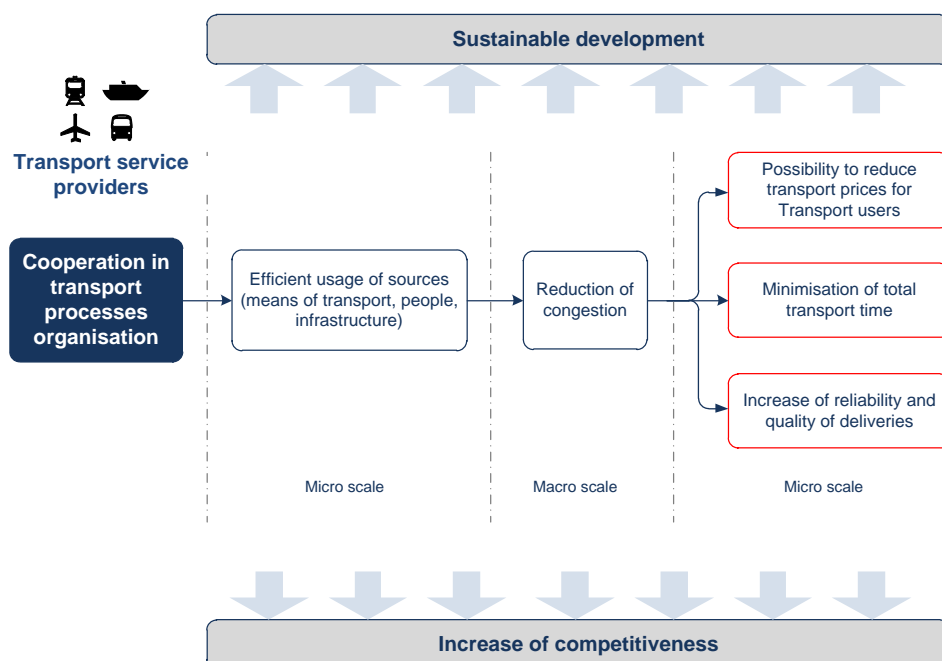 Sustainable development
Transport service
providers
Cooperation in
transport
processes
organisation
Efficient usage of sources
(means of transport, people,
infrastructure)
Reduction of
congestion
Possibility to reduce
transport prices for
Transport users
Minimisation of total
transport time
Increase of reliability and
quality of deliveries
Micro scale
Macro scale
Micro scale
Increase of competitiveness